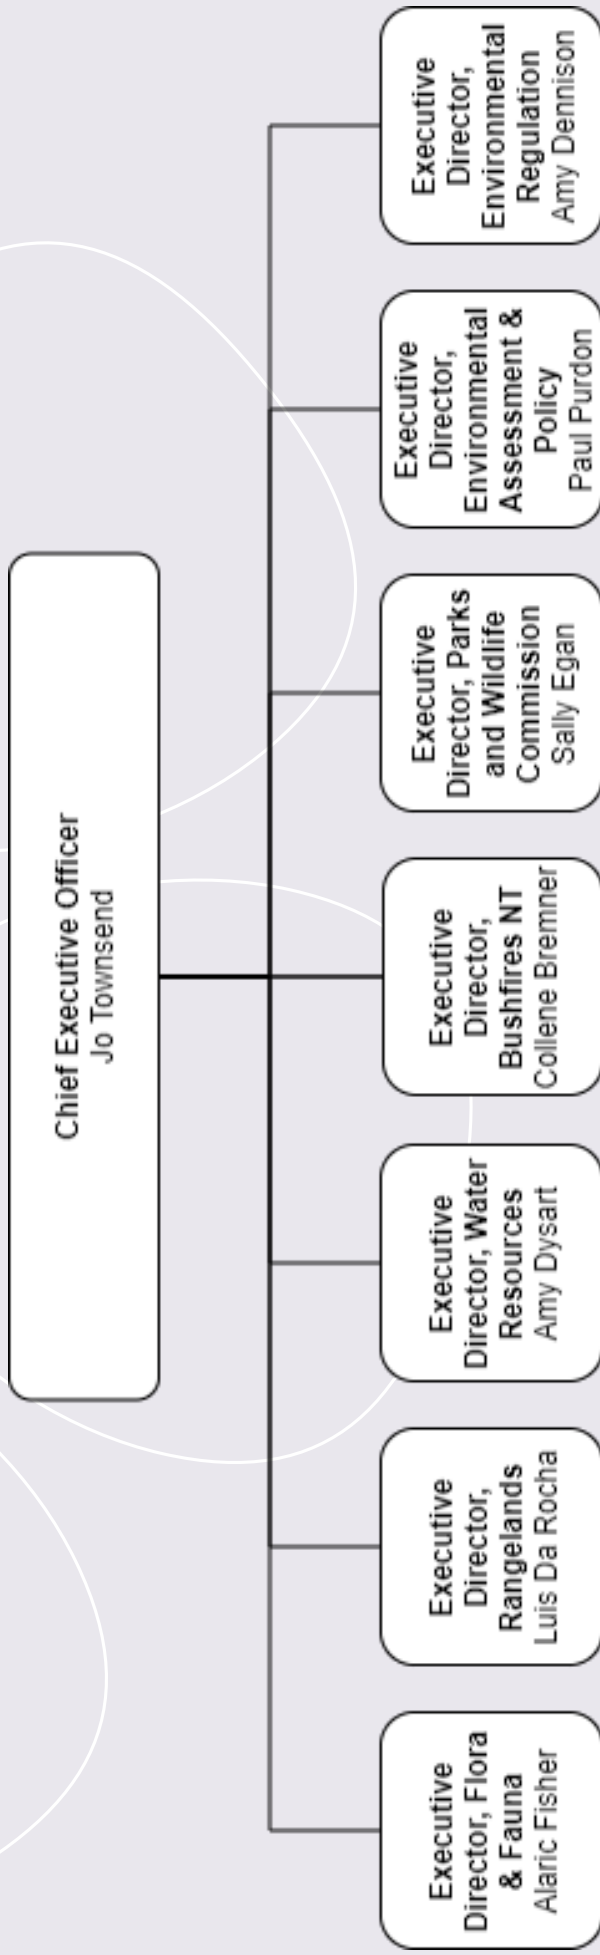 Chief Executive Officer
Jo Townsend
Executive
Director, Flora
& Fauna
Alaric Fisher
Executive
Director,
Rangelands
Luis Da Rocha
Executive
Director, Water
Resources
Amy Dysart
Executive
Director,
Bushfires NT
Collene Bremner
Executive
Director, Parks
and Wildlife
Commission
Sally Egan
Executive
Director,
Environmental
Assessment &
Policy
Paul Purdon
Executive
Director,
Environmental
Regulation
Amy Dennison